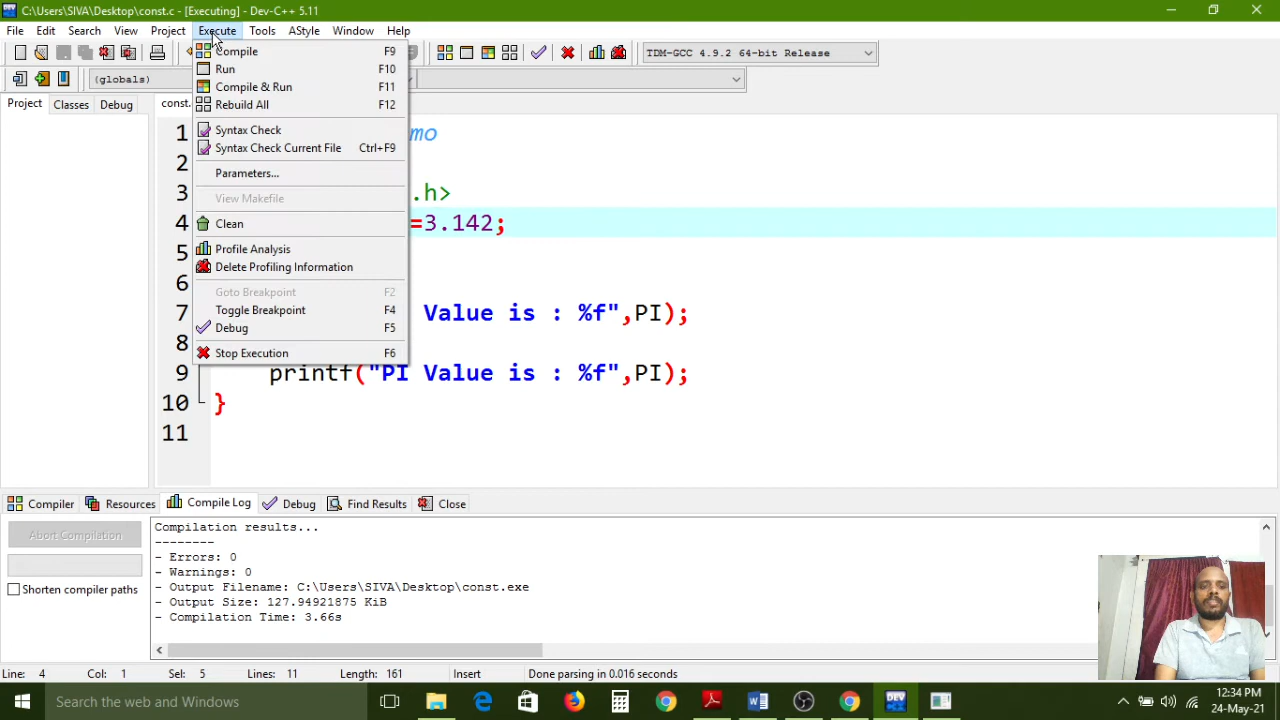 C:\Users\SIVA\Desktop\const.c - [Executing] - Dev-C++ 5.11
File Edit Search View Project Execute Tools AStyle Window Help
Compile F9
Run F10
Compile & Run F11
Rebuild All F12
Syntax Check
Syntax Check Current File Ctrl+F9
Parameters...
View Makefile
Clean
Profile Analysis
Delete Profiling Information
Goto Breakpoint F2
Toggle Breakpoint F4
Debug F5
Stop Execution F6
TDM-GCC 4.9.2 64-bit Release
(globals)
Project Classes Debug
const.
1 mo
2
3 .h>
4 =3.142;
5
6
7 Value is : %f",PI);
8
9 printf("PI Value is : %f",PI);
10 }
11
Compiler Resources Compile Log Debug Find Results Close
Abort Compilation
Shorten compiler paths
Compilation results...
--------
- Errors: 0
- Warnings: 0
- Output Filename: C:\Users\SIVA\Desktop\const.exe
- Output Size: 127.94921875 KiB
- Compilation Time: 3.66s
Line: 4 Col: 1 Sel: 5 Lines: 11 Length: 161 Insert Done parsing in 0.016 seconds
Search the web and Windows
12:34 PM
24-May-21